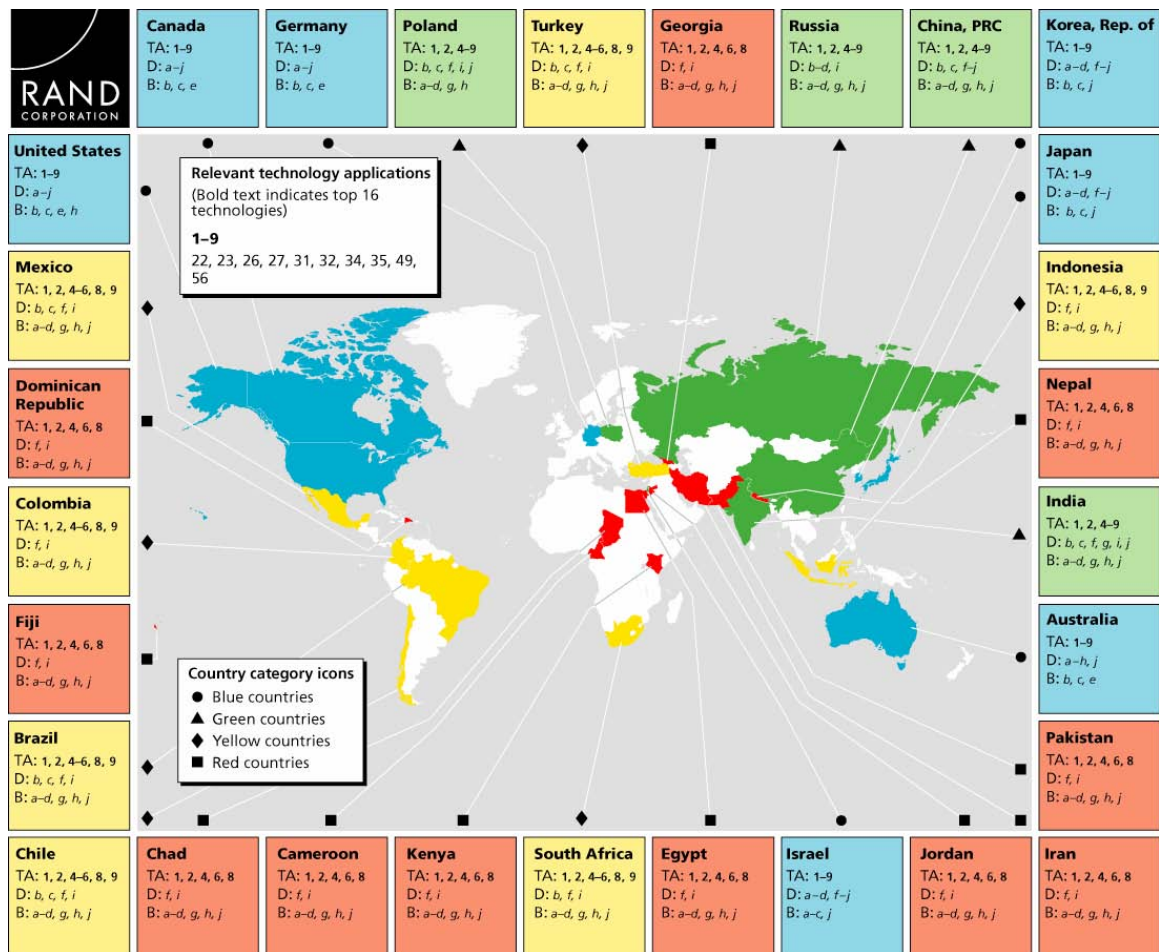 RAND
CORPORATION
Canada
TA: 1–9
D: a–j
B: b, c, e
Germany
TA: 1–9
D: a–j
B: b, c, e
Poland
TA: 1, 2, 4–9
D: b, c, f, i, j
B: a–d, g, h
Turkey
TA: 1, 2, 4–6, 8, 9
D: b, c, f, i
B: a–d, g, h, j
Georgia
TA: 1, 2, 4, 6, 8
D: f, i
B: a–d, g, h, j
Russia
TA: 1, 2, 4–9
D: b–d, i
B: a–d, g, h, j
China, PRC
TA: 1, 2, 4–9
D: b, c, f–j
B: a–d, g, h, j
Korea, Rep. of
TA: 1–9
D: a–d, f–j
B: b, c, j
United States
TA: 1–9
D: a–j
B: b, c, e, h
Relevant technology applications
(Bold text indicates top 16
technologies)
1–9
22, 23, 26, 27, 31, 32, 34, 35, 49,
56
Japan
TA: 1–9
D: a–d, f–j
B: b, c, j
Mexico
TA: 1, 2, 4–6, 8, 9
D: b, c, f, i
B: a–d, g, h, j
Indonesia
TA: 1, 2, 4–6, 8, 9
D: f, i
B: a–d, g, h, j
Dominican
Republic
TA: 1, 2, 4, 6, 8
D: f, i
B: a–d, g, h, j
Nepal
TA: 1, 2, 4, 6, 8
D: f, i
B: a–d, g, h, j
Colombia
TA: 1, 2, 4–6, 8, 9
D: f, i
B: a–d, g, h, j
India
TA: 1, 2, 4–9
D: b, c, f, g, i, j
B: a–d, g, h, j
Fiji
TA: 1, 2, 4, 6, 8
D: f, i
B: a–d, g, h, j
Country category icons
Blue countries
Green countries
Yellow countries
Red countries
Australia
TA: 1–9
D: a–h, j
B: b, c, e
Brazil
TA: 1, 2, 4–6, 8, 9
D: b, c, f, i
B: a–d, g, h, j
Pakistan
TA: 1, 2, 4, 6, 8
D: f, i
B: a–d, g, h, j
Chile
TA: 1, 2, 4–6, 8, 9
D: b, c, f, i
B: a–d, g, h, j
Chad
TA: 1, 2, 4, 6, 8
D: f, i
B: a–d, g, h, j
Cameroon
TA: 1, 2, 4, 6, 8
D: f, i
B: a–d, g, h, j
Kenya
TA: 1, 2, 4, 6, 8
D: f, i
B: a–d, g, h, j
South Africa
TA: 1, 2, 4–6, 8, 9
D: b, f, i
B: a–d, g, h, j
Egypt
TA: 1, 2, 4, 6, 8
D: f, i
B: a–d, g, h, j
Israel
TA: 1–9
D: a–d, f–j
B: a–c, j
Jordan
TA: 1, 2, 4, 6, 8
D: f, i
B: a–d, g, h, j
Iran
TA: 1, 2, 4, 6, 8
D: f, i
B: a–d, g, h, j